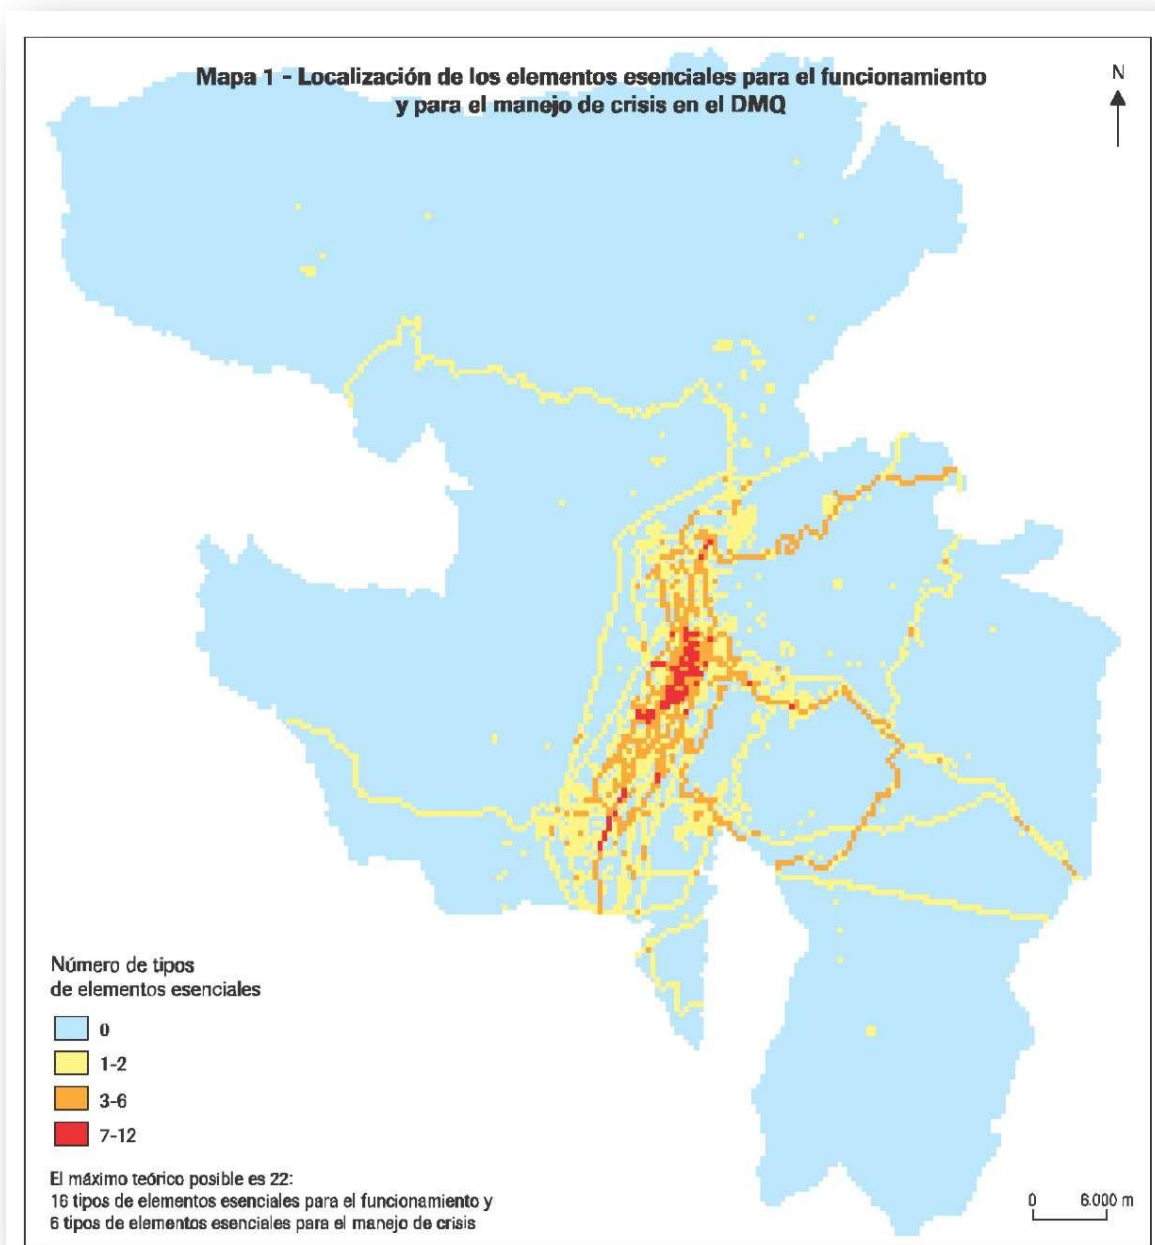 Mapa 1 - Localización de los elementos esenciales para el funcionamiento
y para el manejo de crisis en el DMQ
N
Número de tipos
de elementos esenciales
0
1-2
3-6
7-12
El máximo teórico posible es 22:
16 tipos de elementos esenciales para el funcionamiento y
6 tipos de elementos esenciales para el manejo de crisis
0 6.000 m